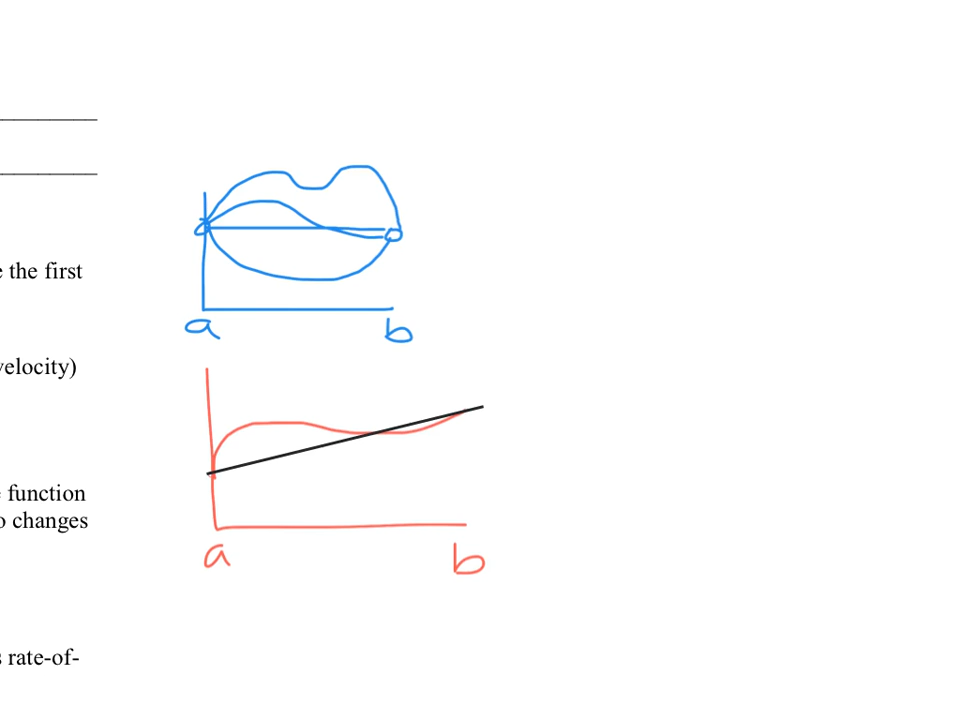 the first
a b
velocity)
function
changes
a b
rate-of-